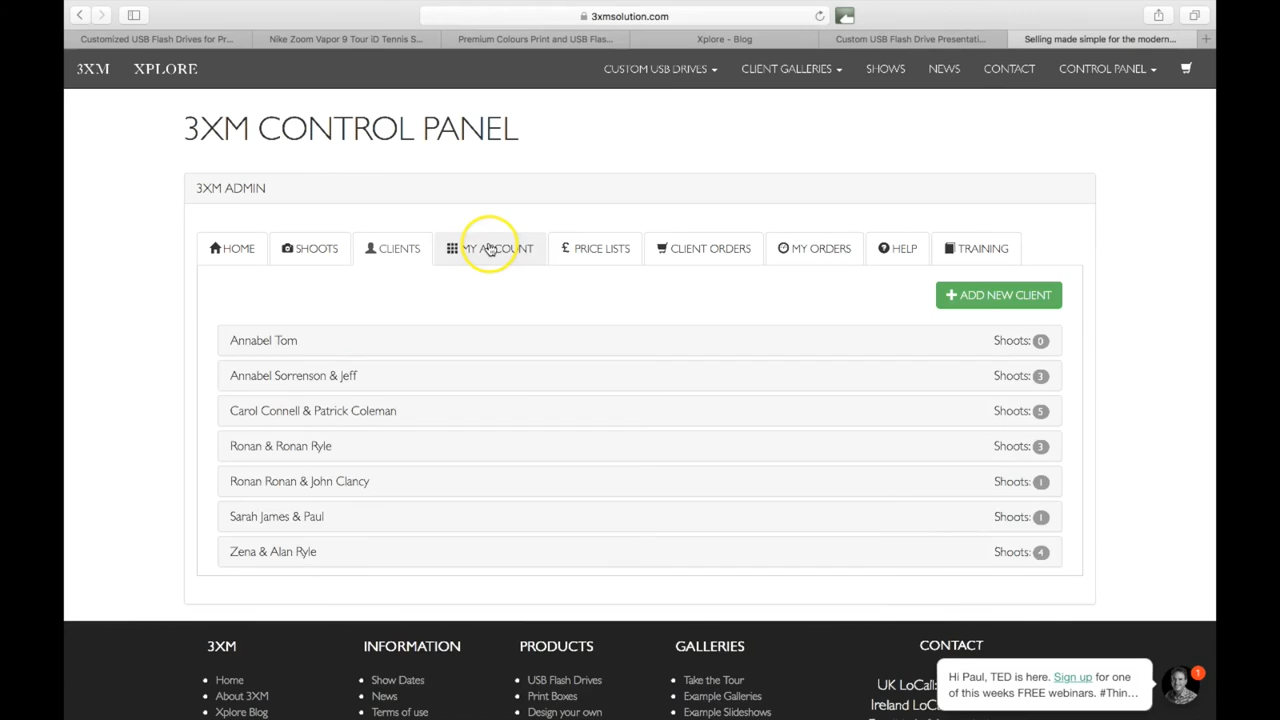 3xmsolution.com
Customized USB Flash Drives for Pr...
Nike Zoom Vapor 9 Tour iD Tennis S...
Premium Colours Print and USB Flas...
Xplore - Blog
Custom USB Flash Drive Presentati...
Selling made simple for the modern...
3XM XPLORE CUSTOM USB DRIVES CLIENT GALLERIES SHOWS NEWS CONTACT CONTROL PANEL
3XM CONTROL PANEL
3XM ADMIN
HOME SHOOTS CLIENTS MY ACCOUNT £ PRICE LISTS CLIENT ORDERS MY ORDERS HELP TRAINING
+ ADD NEW CLIENT
Annabel Tom Shoots: 0
Annabel Sorrenson & Jeff Shoots: 3
Carol Connell & Patrick Coleman Shoots: 5
Ronan & Ronan Ryle Shoots: 3
Ronan Ronan & John Clancy Shoots: 1
Sarah James & Paul Shoots: 1
Zena & Alan Ryle Shoots: 4
3XM
Home
About 3XM
Xplore Blog
INFORMATION
Show Dates
News
Terms of use
PRODUCTS
USB Flash Drives
Print Boxes
Design your own
GALLERIES
Take the Tour
Example Galleries
Example Slideshows
CONTACT
UK LoCall:
Ireland LoCa
Hi Paul, TED is here. Sign up for one
of this weeks FREE webinars. #Thin...
1